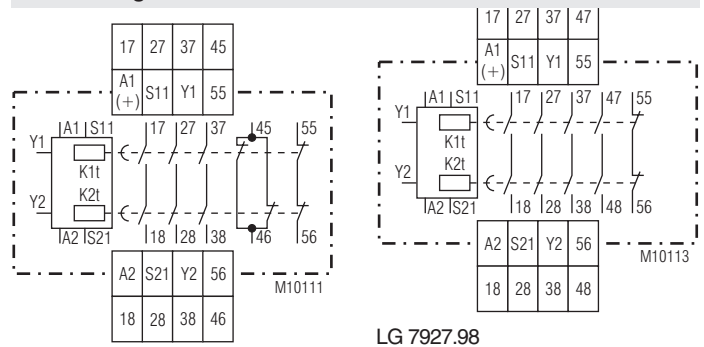 17 27 37 45
A1 (+) S11 Y1 55
A1 S11 17 27 37 45 55
Y1
K1t
K2t
Y2
A2 S21 18 28 38 46 56
A2 S21 Y2 56
M10111
18 28 38 46
17 27 37 47
A1 (+) S11 Y1 55
A1 S11 17 27 37 47 55
Y1
K1t
K2t
Y2
A2 S21 18 28 38 48 56
A2 S21 Y2 56
M10113
18 28 38 48
LG 7927.98